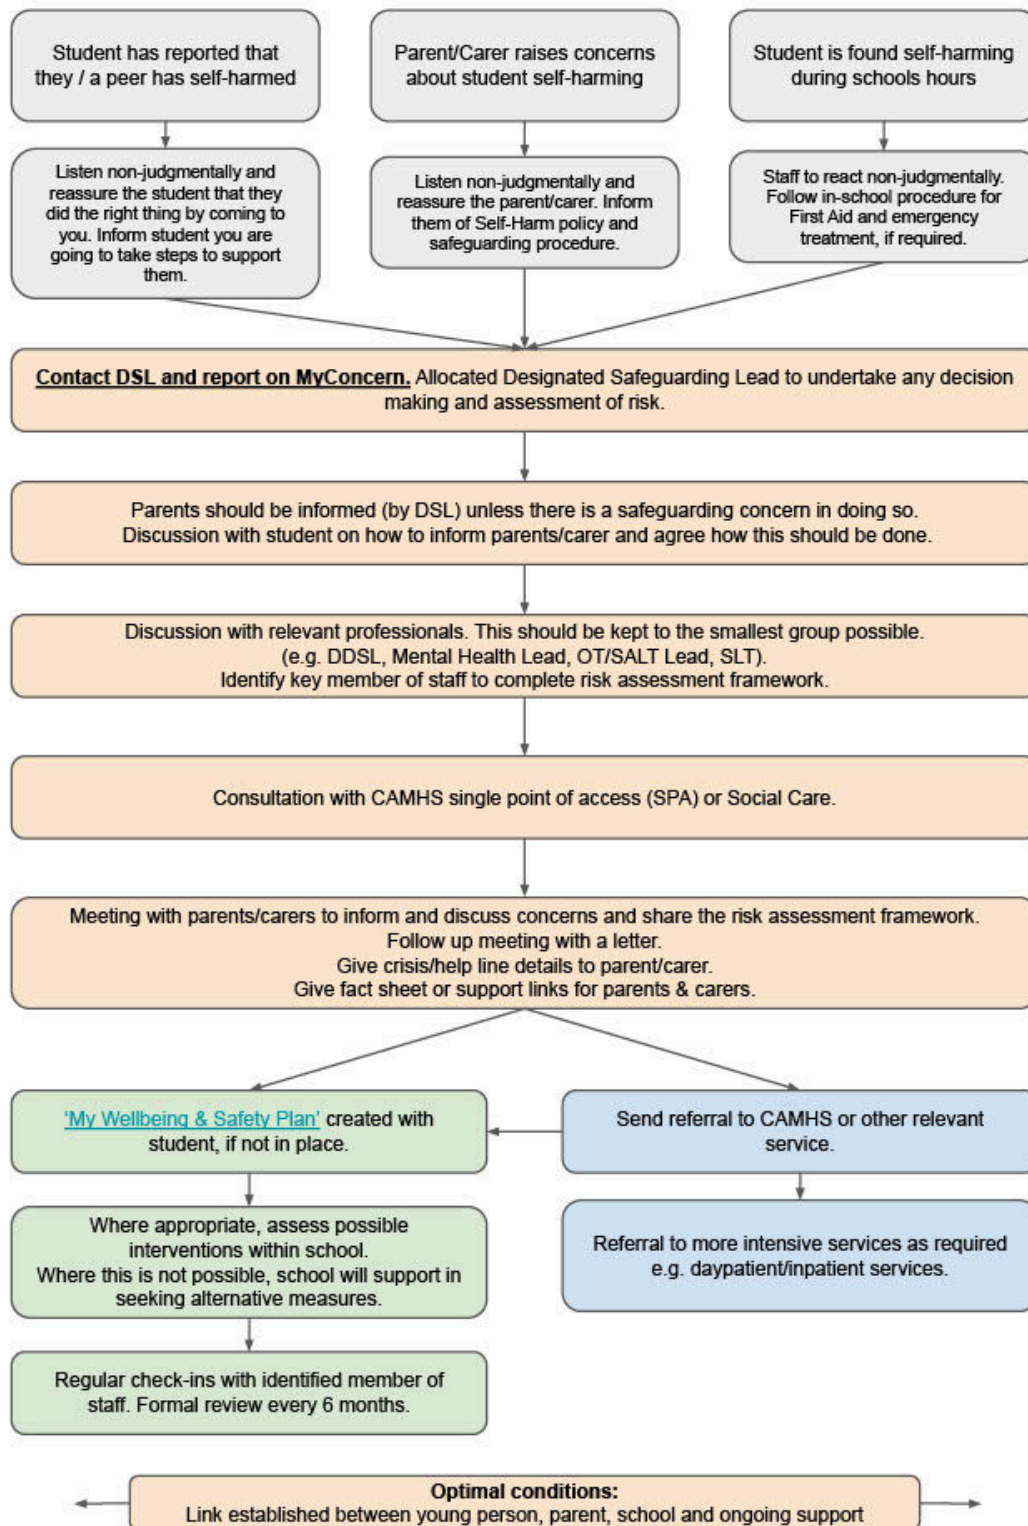 Student has reported that
they / a peer has self-harmed
Parent/Carer raises concerns
about student self-harming
Student is found self-harming
during schools hours
Listen non-judgmentally and
reassure the student that they
did the right thing by coming to
you. Inform student you are
going to take steps to support
them.
Listen non-judgmentally and
reassure the parent/carer. Inform
them of Self-Harm policy and
safeguarding procedure.
Staff to react non-judgmentally.
Follow in-school procedure for
First Aid and emergency
treatment, if required.
Contact DSL and report on MyConcern. Allocated Designated Safeguarding Lead to undertake any decision
making and assessment of risk.
Parents should be informed (by DSL) unless there is a safeguarding concern in doing so.
Discussion with student on how to inform parents/carer and agree how this should be done.
Discussion with relevant professionals. This should be kept to the smallest group possible.
(e.g. DDSL, Mental Health Lead, OT/SALT Lead, SLT).
Identify key member of staff to complete risk assessment framework.
Consultation with CAMHS single point of access (SPA) or Social Care.
Meeting with parents/carers to inform and discuss concerns and share the risk assessment framework.
Follow up meeting with a letter.
Give crisis/help line details to parent/carer.
Give fact sheet or support links for parents & carers.
'My Wellbeing & Safety Plan' created with
student, if not in place.
Send referral to CAMHS or other relevant
service.
Where appropriate, assess possible
interventions within school.
Where this is not possible, school will support in
seeking alternative measures.
Referral to more intensive services as required
e.g. daypatient/inpatient services.
Regular check-ins with identified member of
staff. Formal review every 6 months.
Optimal conditions:
Link established between young person, parent, school and ongoing support